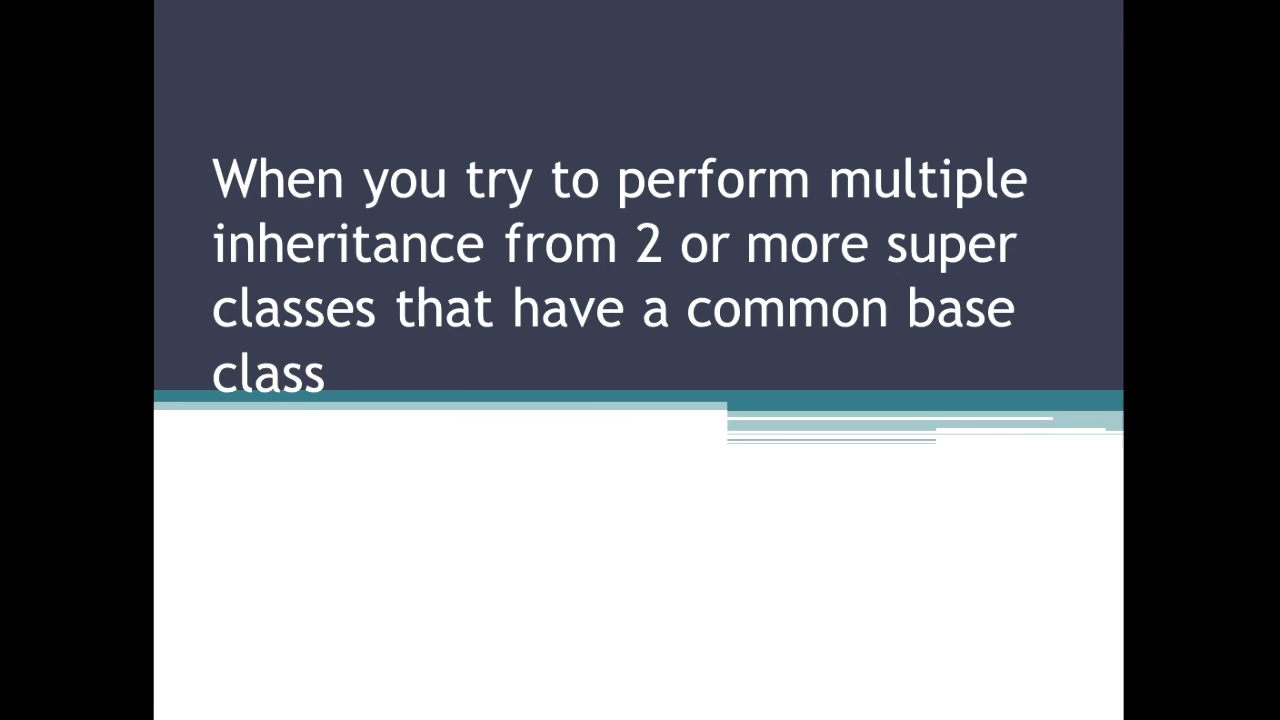 When you try to perform multiple
inheritance from 2 or more super
classes that have a common base
class